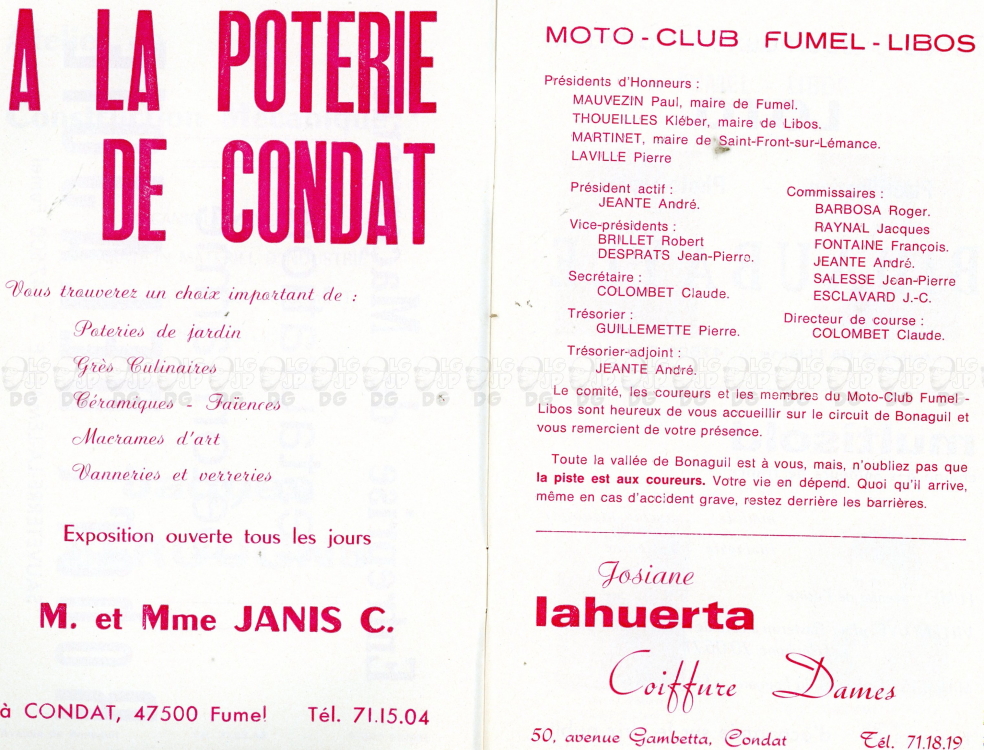 A LA POTERIE
DE CONDAT
Vous trouverez un choix important de :
Poteries de jardin
Grès Culinaires
Céramiques - Faïences
Macrames d'art
Vanneries et verreries
Exposition ouverte tous les jours
M. et Mme JANIS C.
à CONDAT, 47500 Fumel Tél. 71.15.04
MOTO - CLUB FUMEL - LIBOS
Présidents d'Honneurs :
MAUVEZIN Paul, maire de Fumel.
THOUEILLES Kléber, maire de Libos.
MARTINET, maire de Saint-Front-sur-Lémance.
LAVILLE Pierre
Président actif :
JEANTE André.
Vice-présidents :
BRILLET Robert
DESPRATS Jean-Pierre.
Secrétaire :
COLOMBET Claude.
Trésorier :
GUILLEMETTE Pierre.
Trésorier-adjoint :
JEANTE André.
Commissaires :
BARBOSA Roger.
RAYNAL Jacques
FONTAINE François.
JEANTE André.
SALESSE Jean-Pierre
ESCLAVARD J.-C.
Directeur de course :
COLOMBET Claude.
Le comité, les coureurs et les membres du Moto-Club Fumel-
Libos sont heureux de vous accueillir sur le circuit de Bonaguil et
vous remercient de votre présence.
Toute la vallée de Bonaguil est à vous, mais, n'oubliez pas que
la piste est aux coureurs. Votre vie en dépend. Quoi qu'il arrive,
même en cas d'accident grave, restez derrière les barrières.
Josiane
lahuerta
Coiffure Dames
50, avenue Gambetta, Condat Tél. 71.18.19